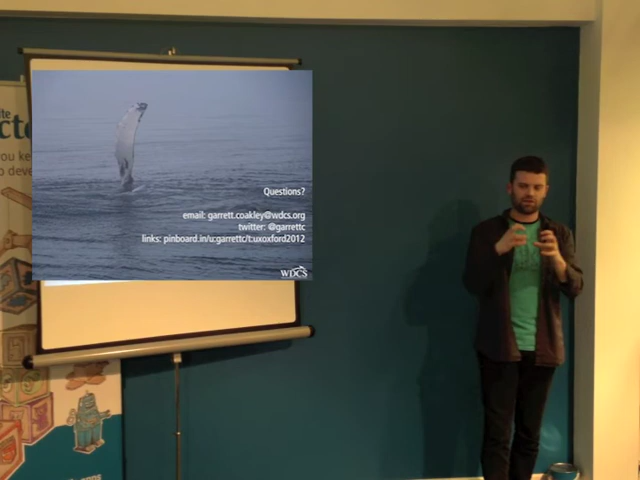 Questions?
email: garrett.coakley@wdcs.org
twitter: @garrettc
links: pinboard.in/u:garrettc/t:uxoxford2012
WDCS